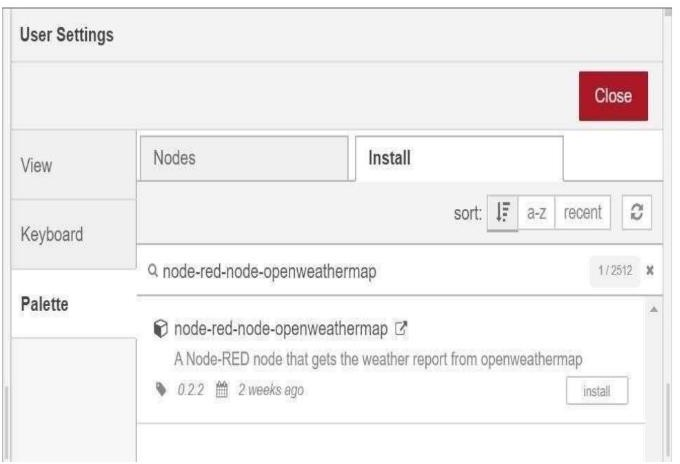 User Settings
Close
View
Keyboard
Palette
Nodes
Install
sort: a-z recent
node-red-node-openweathermap 1 / 2512
node-red-node-openweathermap
A Node-RED node that gets the weather report from openweathermap
0.2.2 2 weeks ago
install